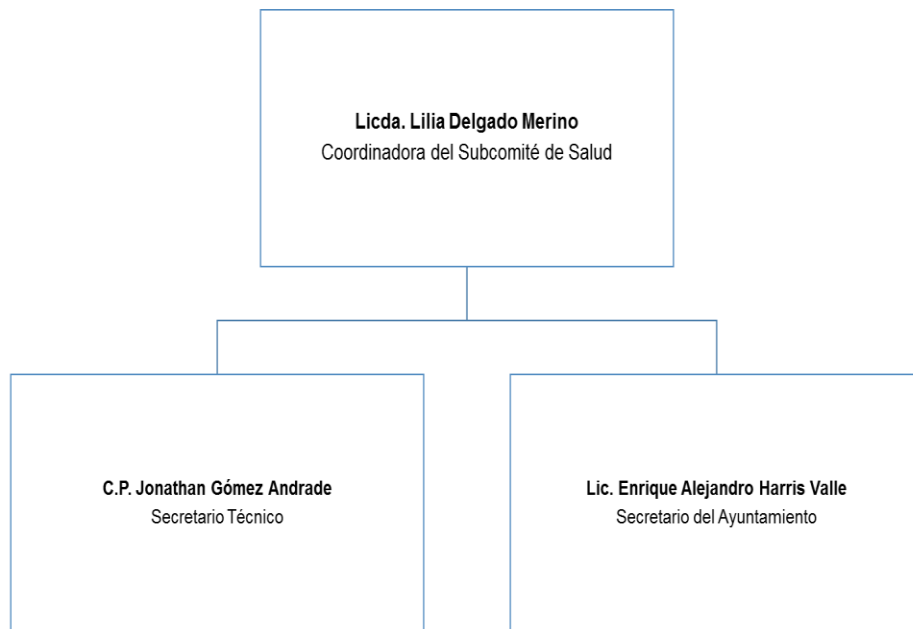 Licda. Lilia Delgado Merino
Coordinadora del Subcomité de Salud
C.P. Jonathan Gómez Andrade
Secretario Técnico
Lic. Enrique Alejandro Harris Valle
Secretario del Ayuntamiento